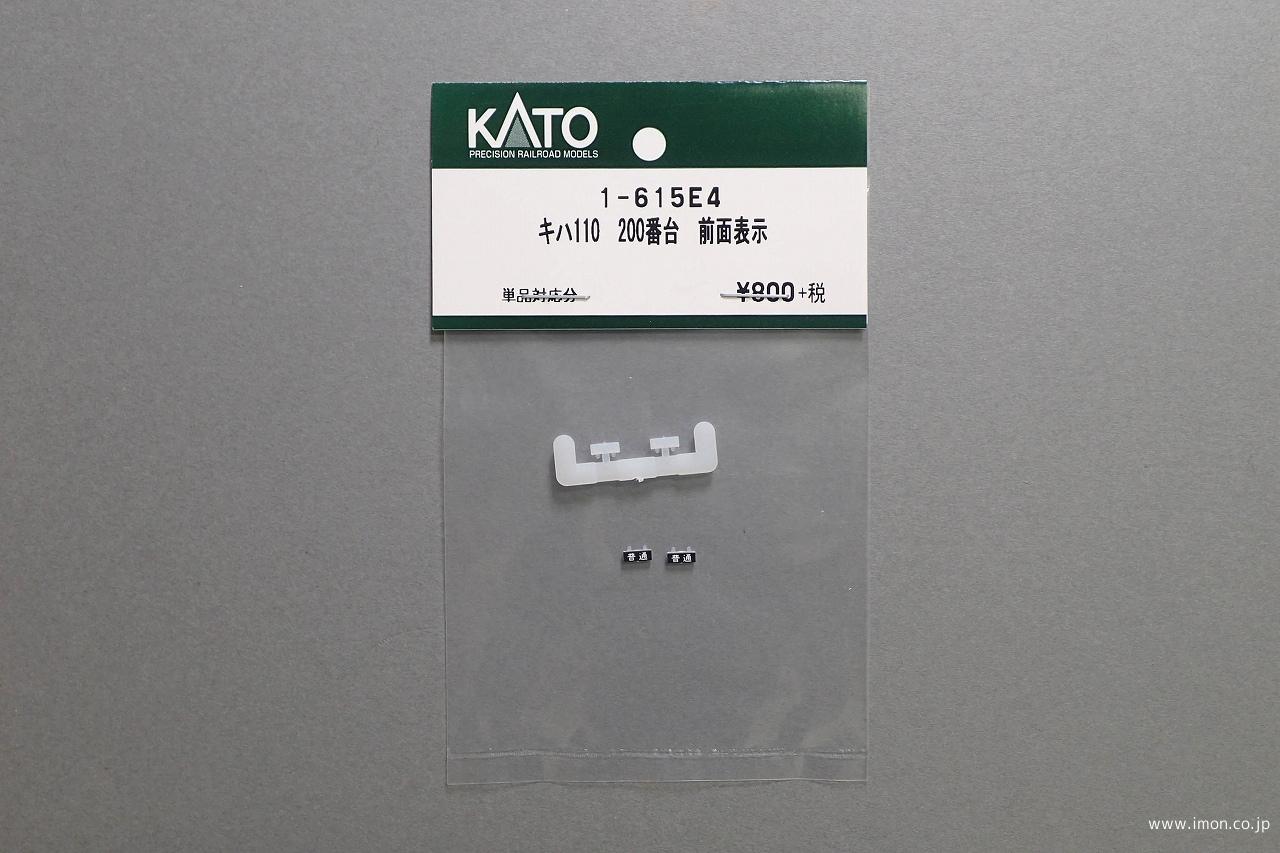 KATO
PRECISION RAILROAD MODELS
1-615E4
キハ110 200番台 前面表示
単品対応分 ¥800+税
普通 普通
www.imon.co.jp